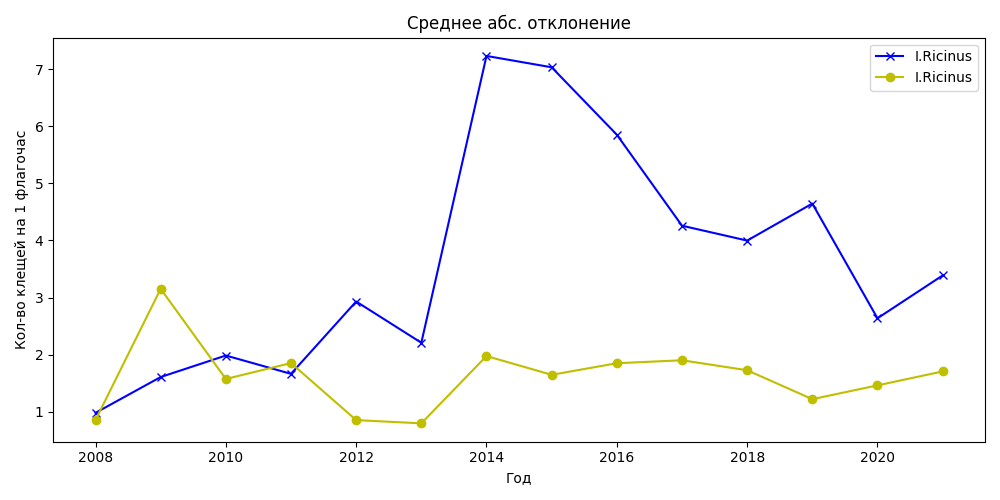 Среднее абс. отклонение
I.Ricinus
I.Ricinus
Кол-во клещей на 1 флагочас
7
6
5
4
3
2
1
2008 2010 2012 2014 2016 2018 2020
Год